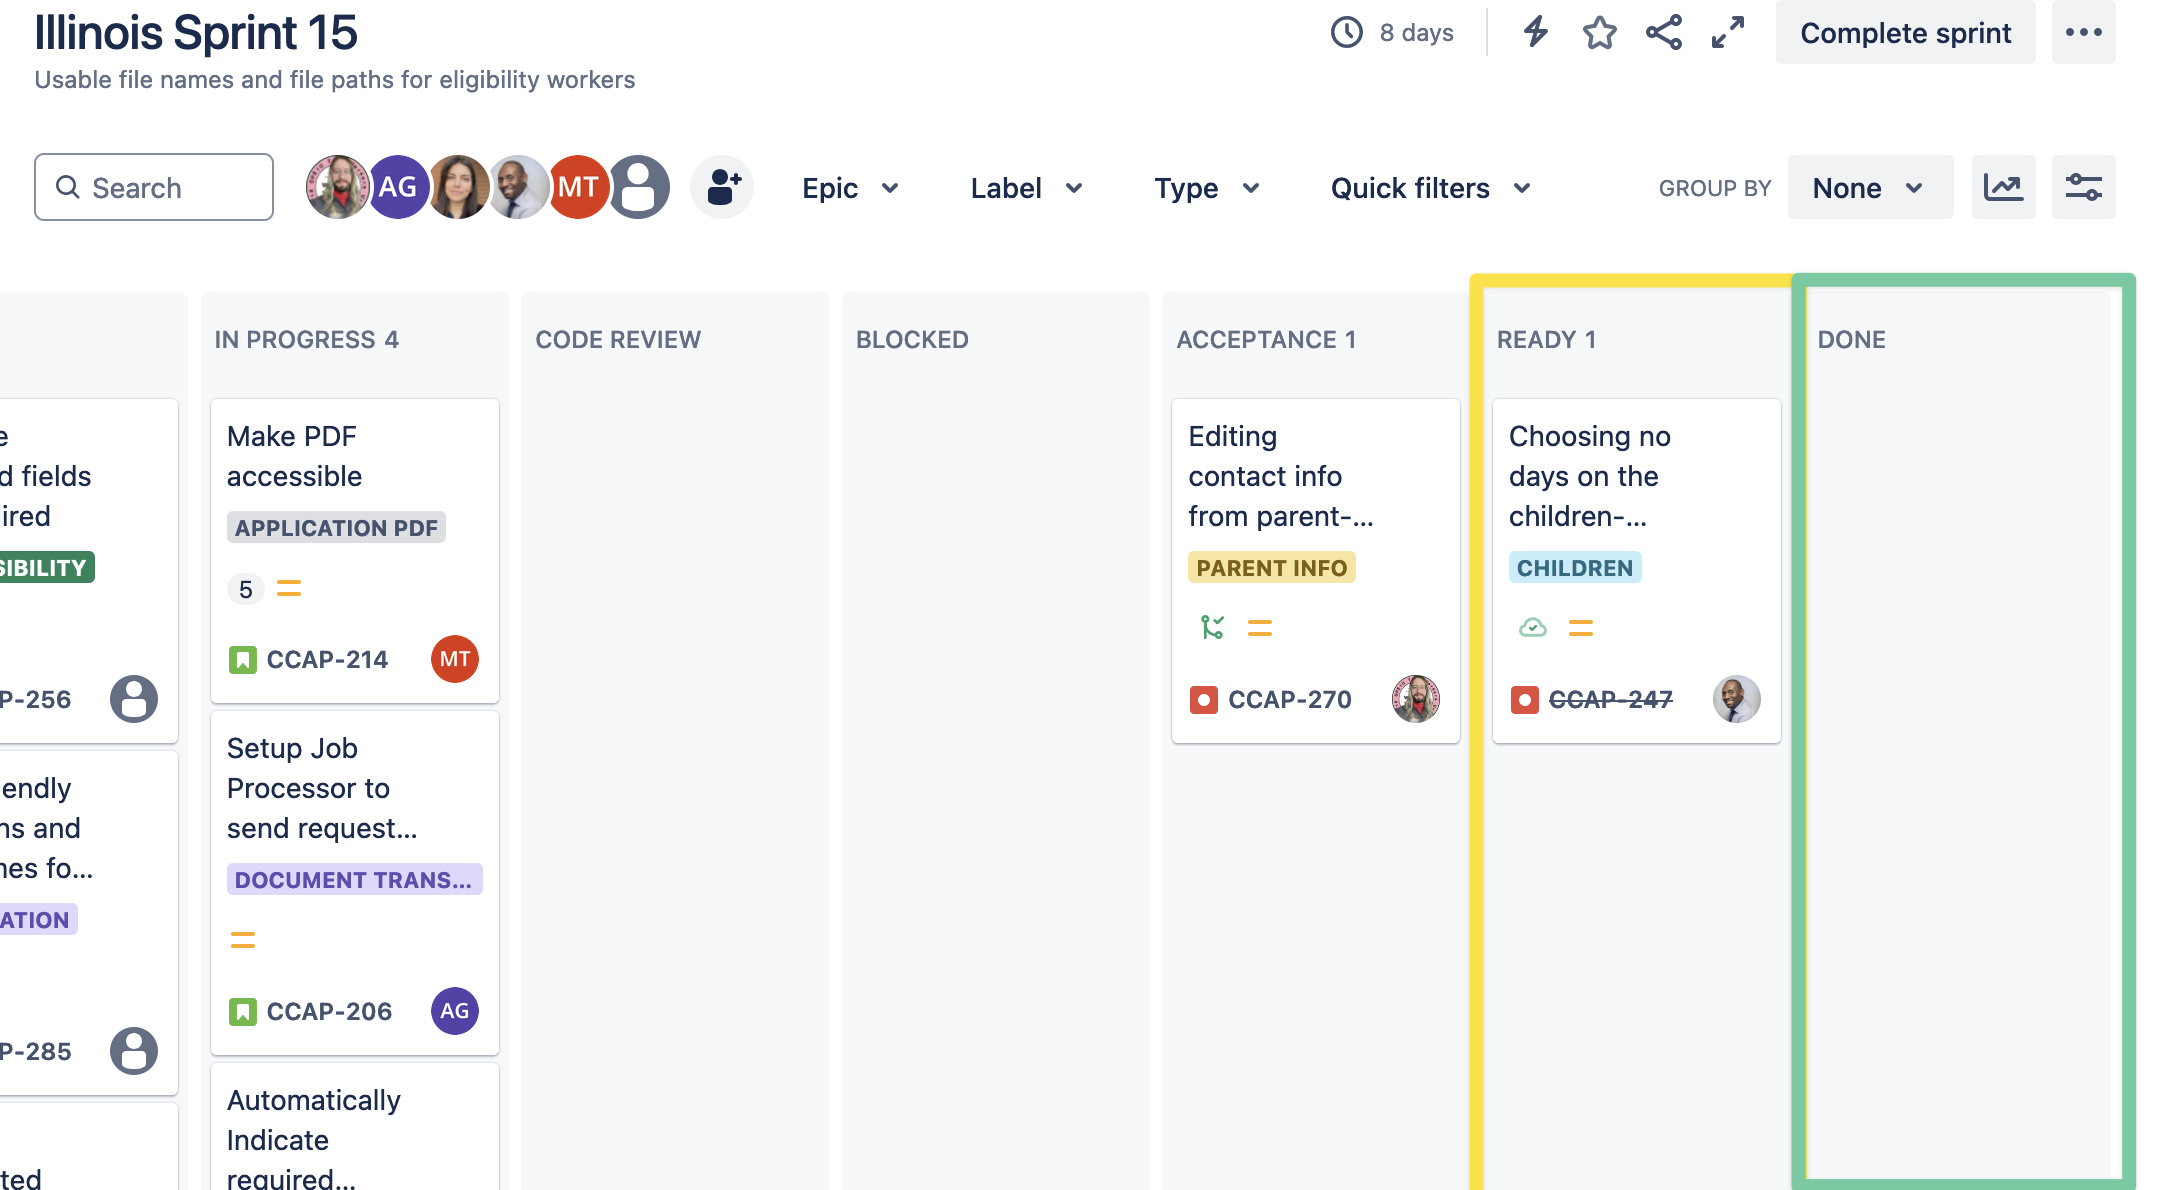 Illinois Sprint 15
8 days
Complete sprint
Usable file names and file paths for eligibility workers
Search
AG
MT
Epic
Label
Type
Quick filters
GROUP BY
None
e
d fields
ired
SIBILITY
P-256
endly
ns and
nes fo...
ATION
P-285
ted
IN PROGRESS 4
Make PDF
accessible
APPLICATION PDF
5
CCAP-214
MT
Setup Job
Processor to
send request...
DOCUMENT TRANS...
CCAP-206
AG
Automatically
Indicate
required...
CODE REVIEW
BLOCKED
ACCEPTANCE 1
Editing
contact info
from parent-...
PARENT INFO
CCAP-270
READY 1
Choosing no
days on the
children-...
CHILDREN
CCAP-247
DONE